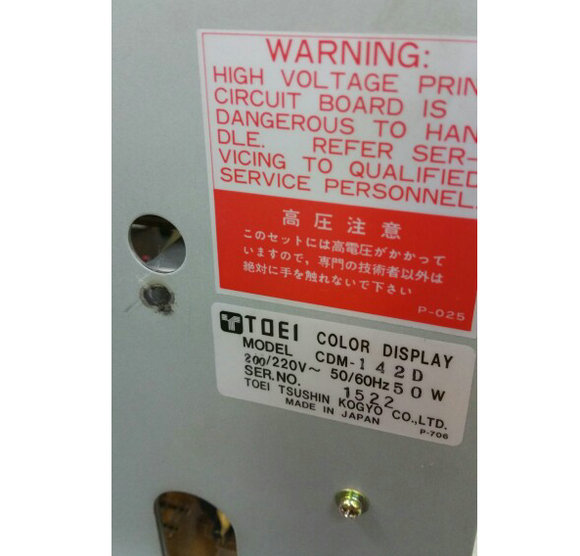 WARNING:
HIGH VOLTAGE PRIN
CIRCUIT BOARD IS
DANGEROUS TO HAN
DLE. REFER SER-
VICING TO QUALIFIED
SERVICE PERSONNEL.
高圧注意
このセットには高電圧がかかって
いますので，専門の技術者以外は
絶対に手を触れないで下さい
P-025
TOEI COLOR DISPLAY
MODEL CDM-142D
200/220V～ 50/60Hz 50W
SER.NO. 1522
TOEI TSUSHIN KOGYO CO.,LTD.
MADE IN JAPAN P-706